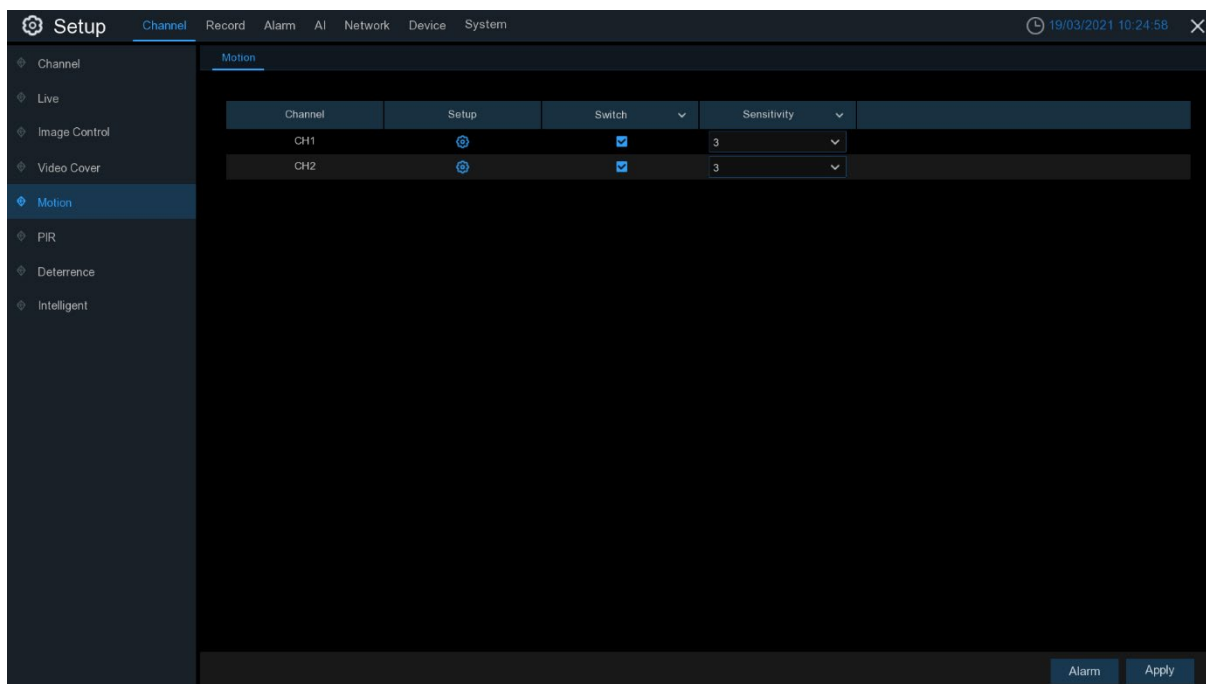 Setup Channel Record Alarm AI Network Device System 19/03/2021 10:24:58
Channel
Live
Image Control
Video Cover
Motion
PIR
Deterrence
Intelligent
Motion
Channel Setup Switch Sensitivity
CH1 3
CH2 3
Alarm Apply